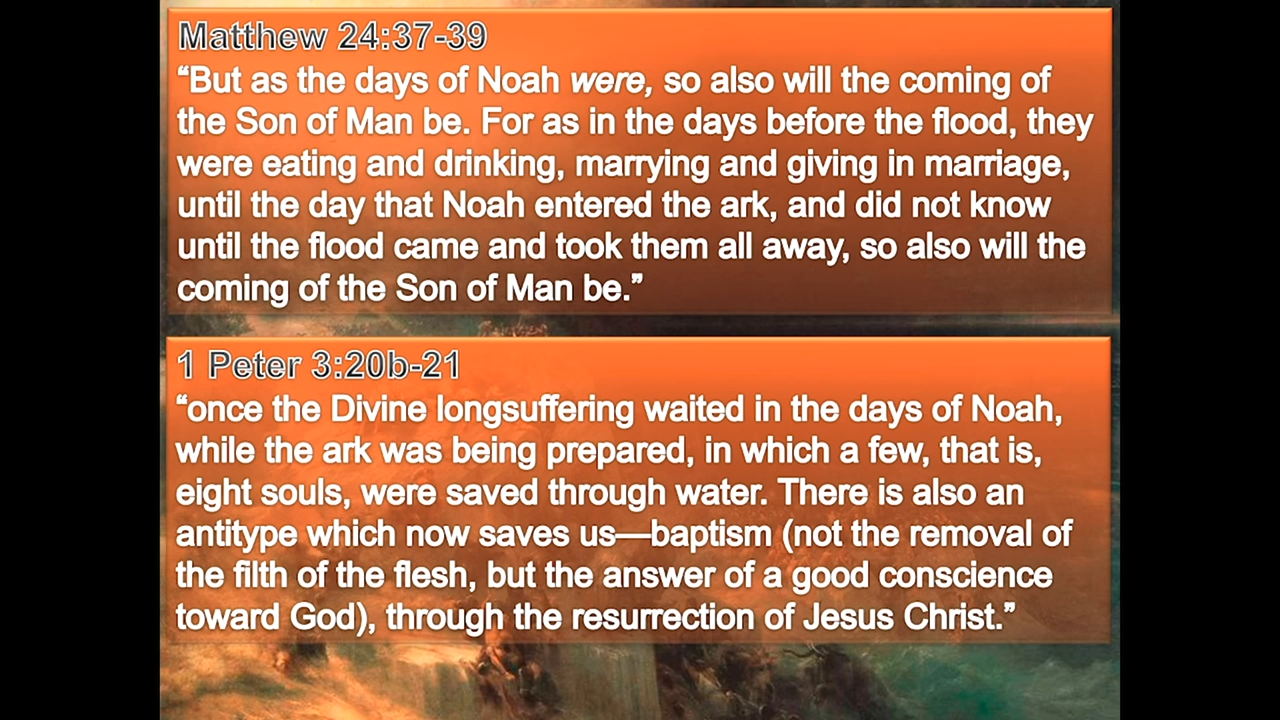 Matthew 24:37-39
“But as the days of Noah were, so also will the coming of
the Son of Man be. For as in the days before the flood, they
were eating and drinking, marrying and giving in marriage,
until the day that Noah entered the ark, and did not know
until the flood came and took them all away, so also will the
coming of the Son of Man be.”
1 Peter 3:20b-21
“once the Divine longsuffering waited in the days of Noah,
while the ark was being prepared, in which a few, that is,
eight souls, were saved through water. There is also an
antitype which now saves us—baptism (not the removal of
the filth of the flesh, but the answer of a good conscience
toward God), through the resurrection of Jesus Christ.”